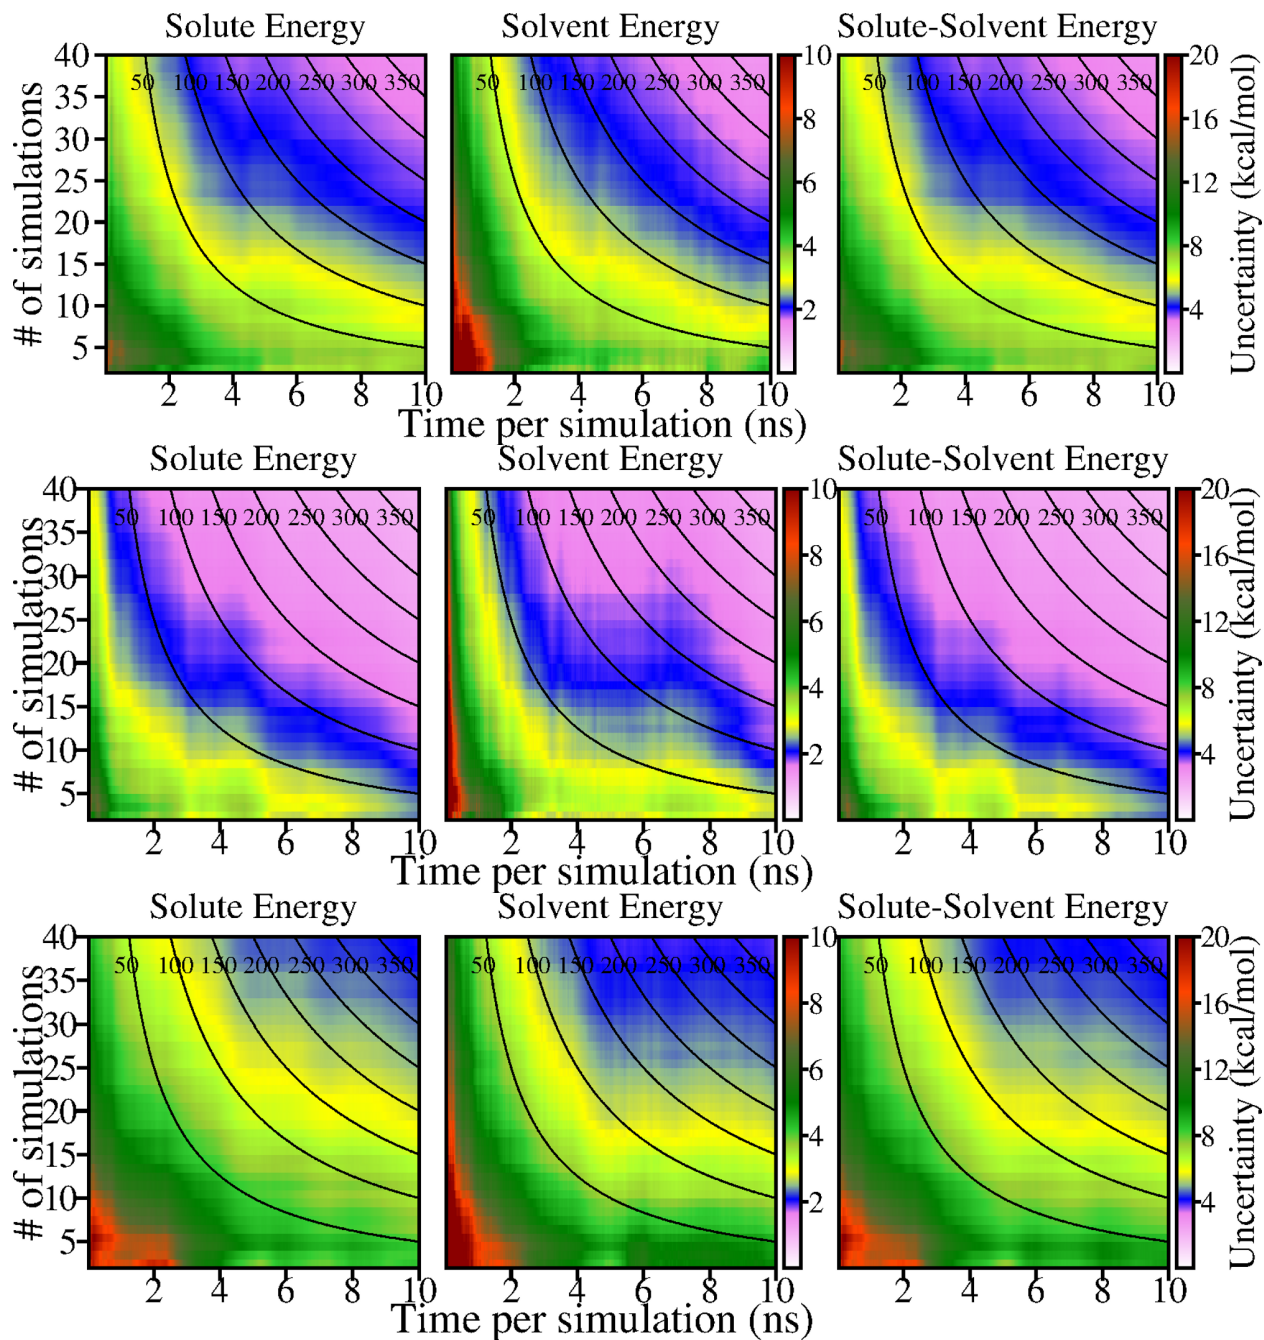 Solute Energy Solvent Energy Solute-Solvent Energy
# of simulations
40
35
30
25
20
15
10
5
50 100 150 200 250 300 350
50 100 150 200 250 300 350
50 100 150 200 250 300 350
2 4 6 8 10
2 4 6 8 10
2 4 6 8 10
10
8
6
4
2
20
16
12
8
4
Uncertainty (kcal/mol)
Time per simulation (ns)
Solute Energy Solvent Energy Solute-Solvent Energy
# of simulations
40
35
30
25
20
15
10
5
50 100 150 200 250 300 350
50 100 150 200 250 300 350
50 100 150 200 250 300 350
2 4 6 8 10
2 4 6 8 10
2 4 6 8 10
10
8
6
4
2
20
16
12
8
4
Uncertainty (kcal/mol)
Time per simulation (ns)
Solute Energy Solvent Energy Solute-Solvent Energy
# of simulations
40
35
30
25
20
15
10
5
50 100 150 200 250 300 350
50 100 150 200 250 300 350
50 100 150 200 250 300 350
2 4 6 8 10
2 4 6 8 10
2 4 6 8 10
10
8
6
4
2
20
16
12
8
4
Uncertainty (kcal/mol)
Time per simulation (ns)